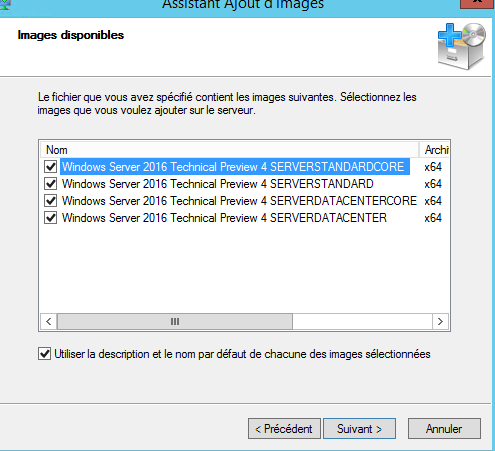 Assistant Ajout d'images
Images disponibles
Le fichier que vous avez spécifié contient les images suivantes. Sélectionnez les
images que vous voulez ajouter sur le serveur.
Nom Archi
Windows Server 2016 Technical Preview 4 SERVERSTANDARDCORE x64
Windows Server 2016 Technical Preview 4 SERVERSTANDARD x64
Windows Server 2016 Technical Preview 4 SERVERDATACENTERCORE x64
Windows Server 2016 Technical Preview 4 SERVERDATACENTER x64
Utiliser la description et le nom par défaut de chacune des images sélectionnées
< Précédent Suivant > Annuler